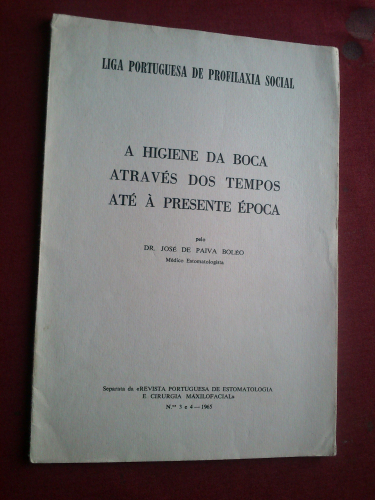 LIGA PORTUGUESA DE PROFILAXIA SOCIAL
A HIGIENE DA BOCA
ATRAVÉS DOS TEMPOS
ATÉ À PRESENTE ÉPOCA
pelo
DR. JOSÉ DE PAIVA BOLÉO
Médico Estomatologista
Separata da «REVISTA PORTUGUESA DE ESTOMATOLOGIA
E CIRURGIA MAXILOFACIAL»
N.os 3 e 4 — 1965